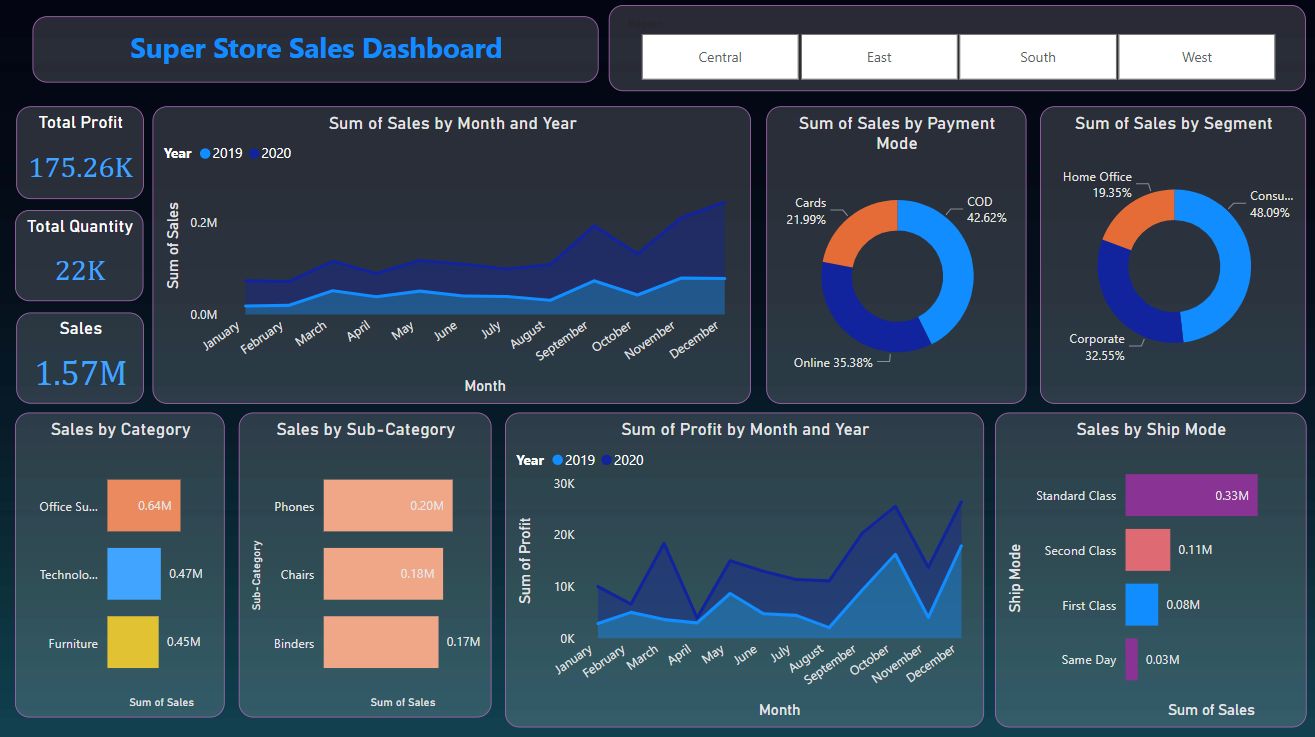 Super Store Sales Dashboard
Central
East
South
West
Total Profit
175.26K
Total Quantity
22K
Sales
1.57M
Sum of Sales by Month and Year
Year 2019 2020
Sum of Sales
0.2M
0.0M
January
February
March
April
May
June
July
August
September
October
November
December
Month
Sum of Sales by Payment
Mode
Cards
21.99%
COD
42.62%
Online 35.38%
Sum of Sales by Segment
Home Office
19.35%
Consu...
48.09%
Corporate
32.55%
Sales by Category
Office Su...
0.64M
Technolo...
0.47M
Furniture
0.45M
Sum of Sales
Sales by Sub-Category
Sub-Category
Phones
0.20M
Chairs
0.18M
Binders
0.17M
Sum of Sales
Sum of Profit by Month and Year
Year 2019 2020
Sum of Profit
30K
20K
10K
0K
January
February
March
April
May
June
July
August
September
October
November
December
Month
Sales by Ship Mode
Ship Mode
Standard Class
0.33M
Second Class
0.11M
First Class
0.08M
Same Day
0.03M
Sum of Sales